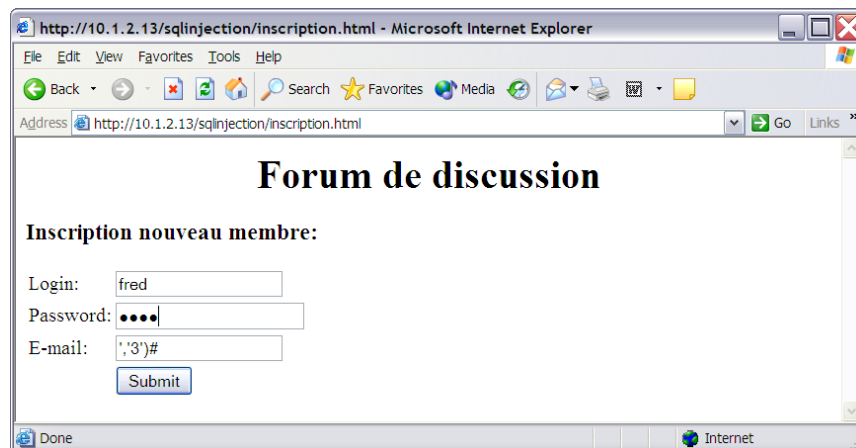 http://10.1.2.13/sqlinjection/inscription.html - Microsoft Internet Explorer
File Edit View Favorites Tools Help
Back Search Favorites Media
Address http://10.1.2.13/sqlinjection/inscription.html Go Links »
Forum de discussion
Inscription nouveau membre:
Login: fred
Password: ●●●●
E-mail: ','3')#
Submit
Done Internet